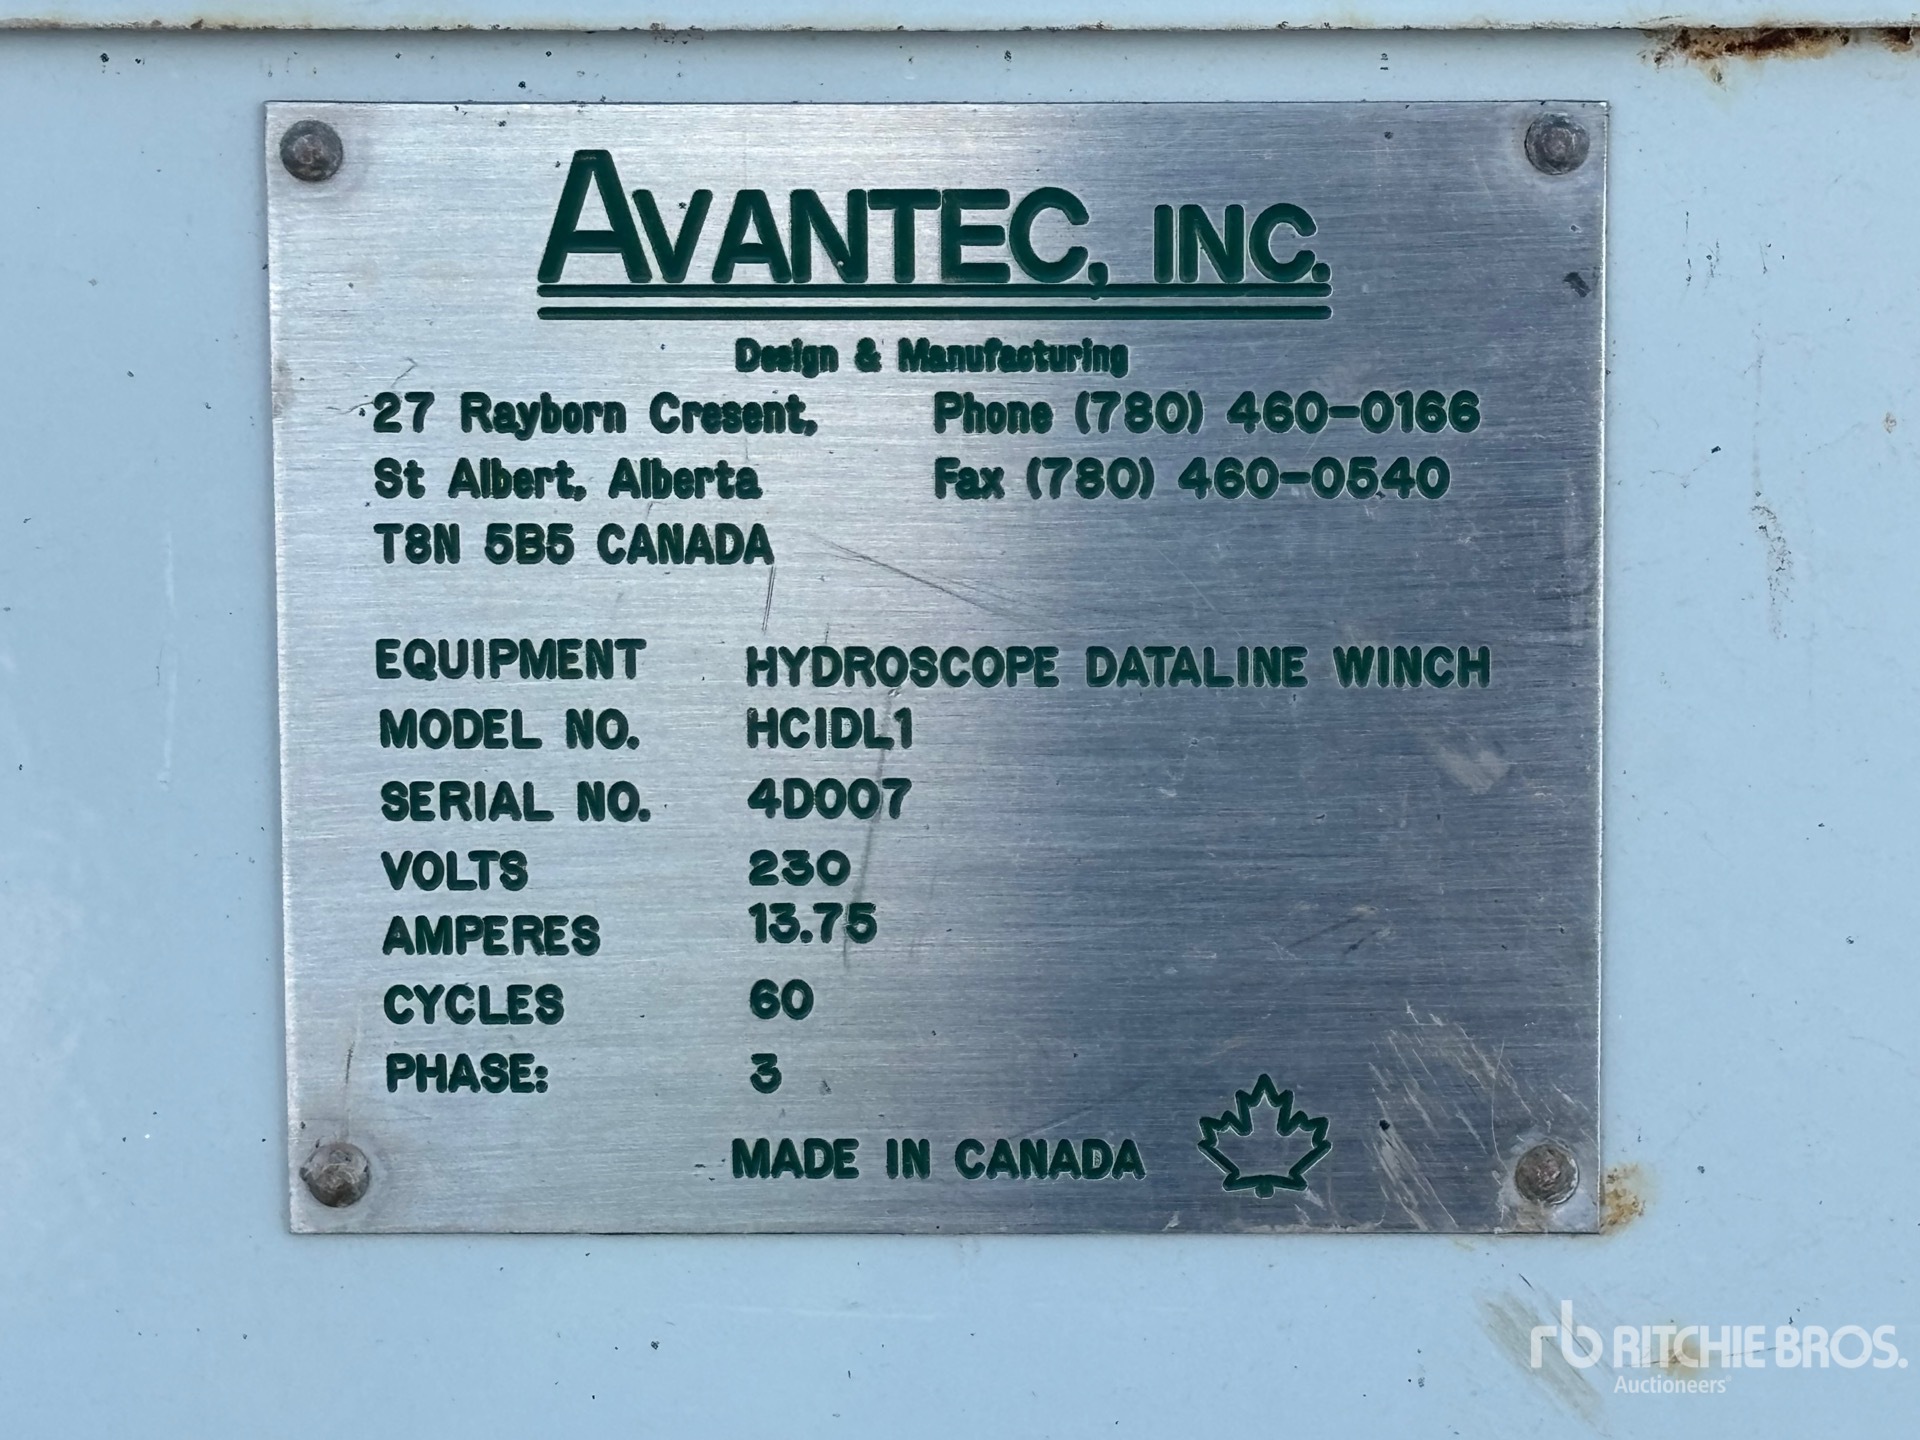 AVANTEC, INC.
Design & Manufacturing
27 Rayborn Cresent, Phone (780) 460-0166
St Albert, Alberta Fax (780) 460-0540
T8N 5B5 CANADA
EQUIPMENT HYDROSCOPE DATALINE WINCH
MODEL NO. HCIDL1
SERIAL NO. 4D007
VOLTS 230
AMPERES 13.75
CYCLES 60
PHASE: 3
MADE IN CANADA
rb RITCHIE BROS.
Auctioneers